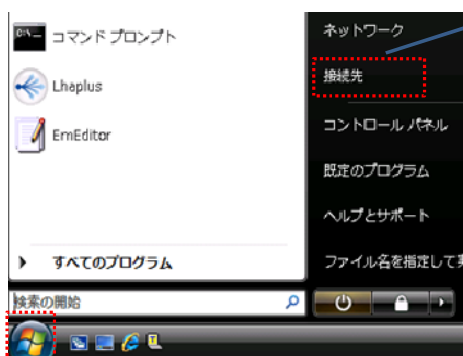 コマンド プロンプト
Lhaplus
EmEditor
すべてのプログラム
検索の開始
ネットワーク
接続先
コントロール パネル
既定のプログラム
ヘルプとサポート
ファイル名を指定して